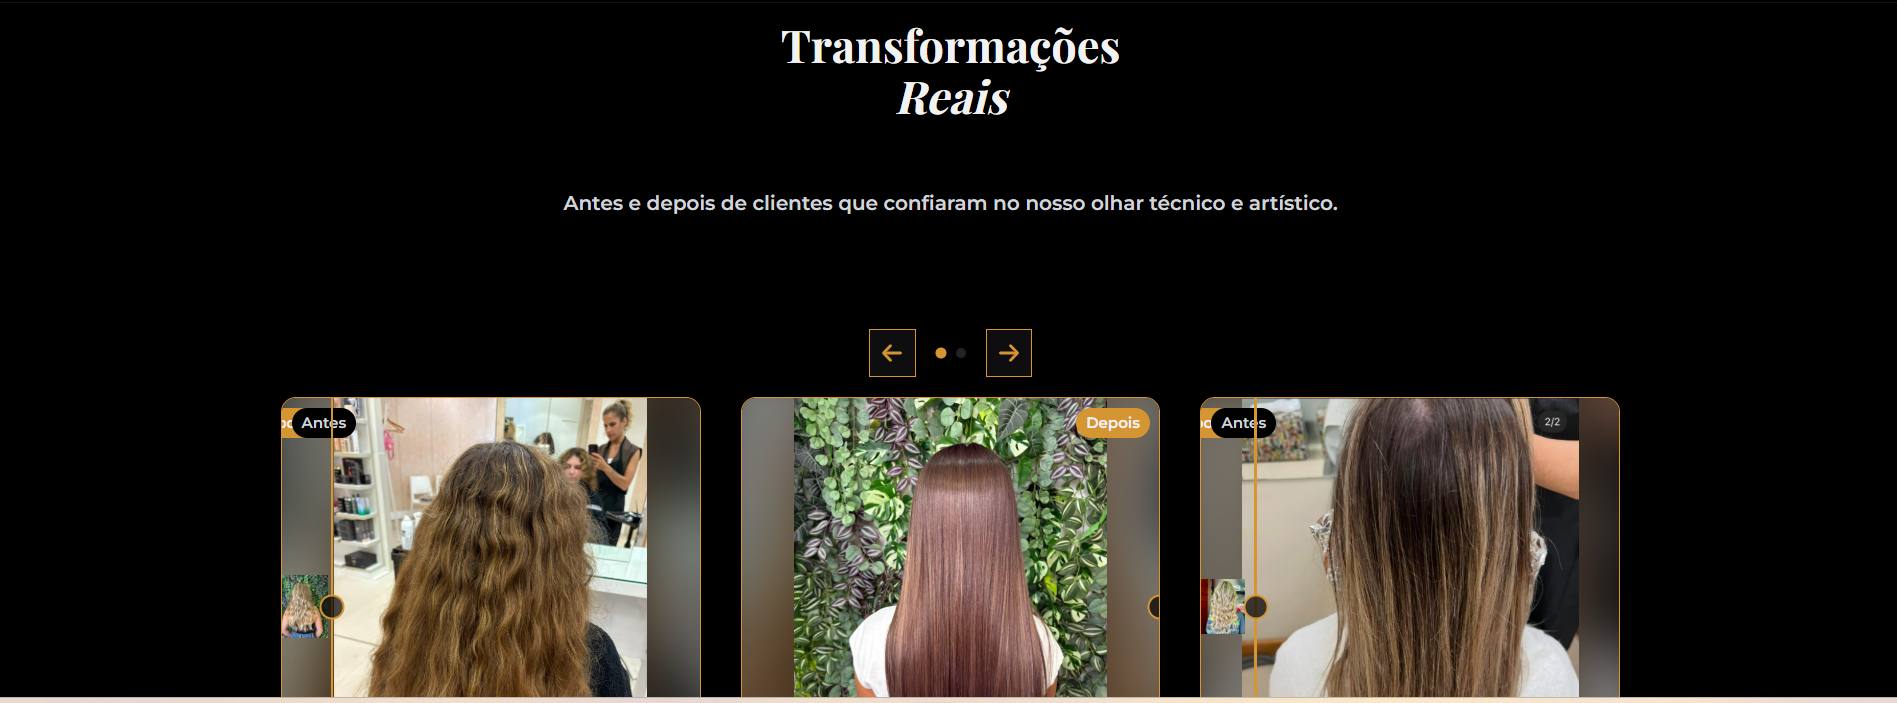 Transformações
Reais
Antes e depois de clientes que confiaram no nosso olhar técnico e artístico.
Antes
Depois
Antes
2/2